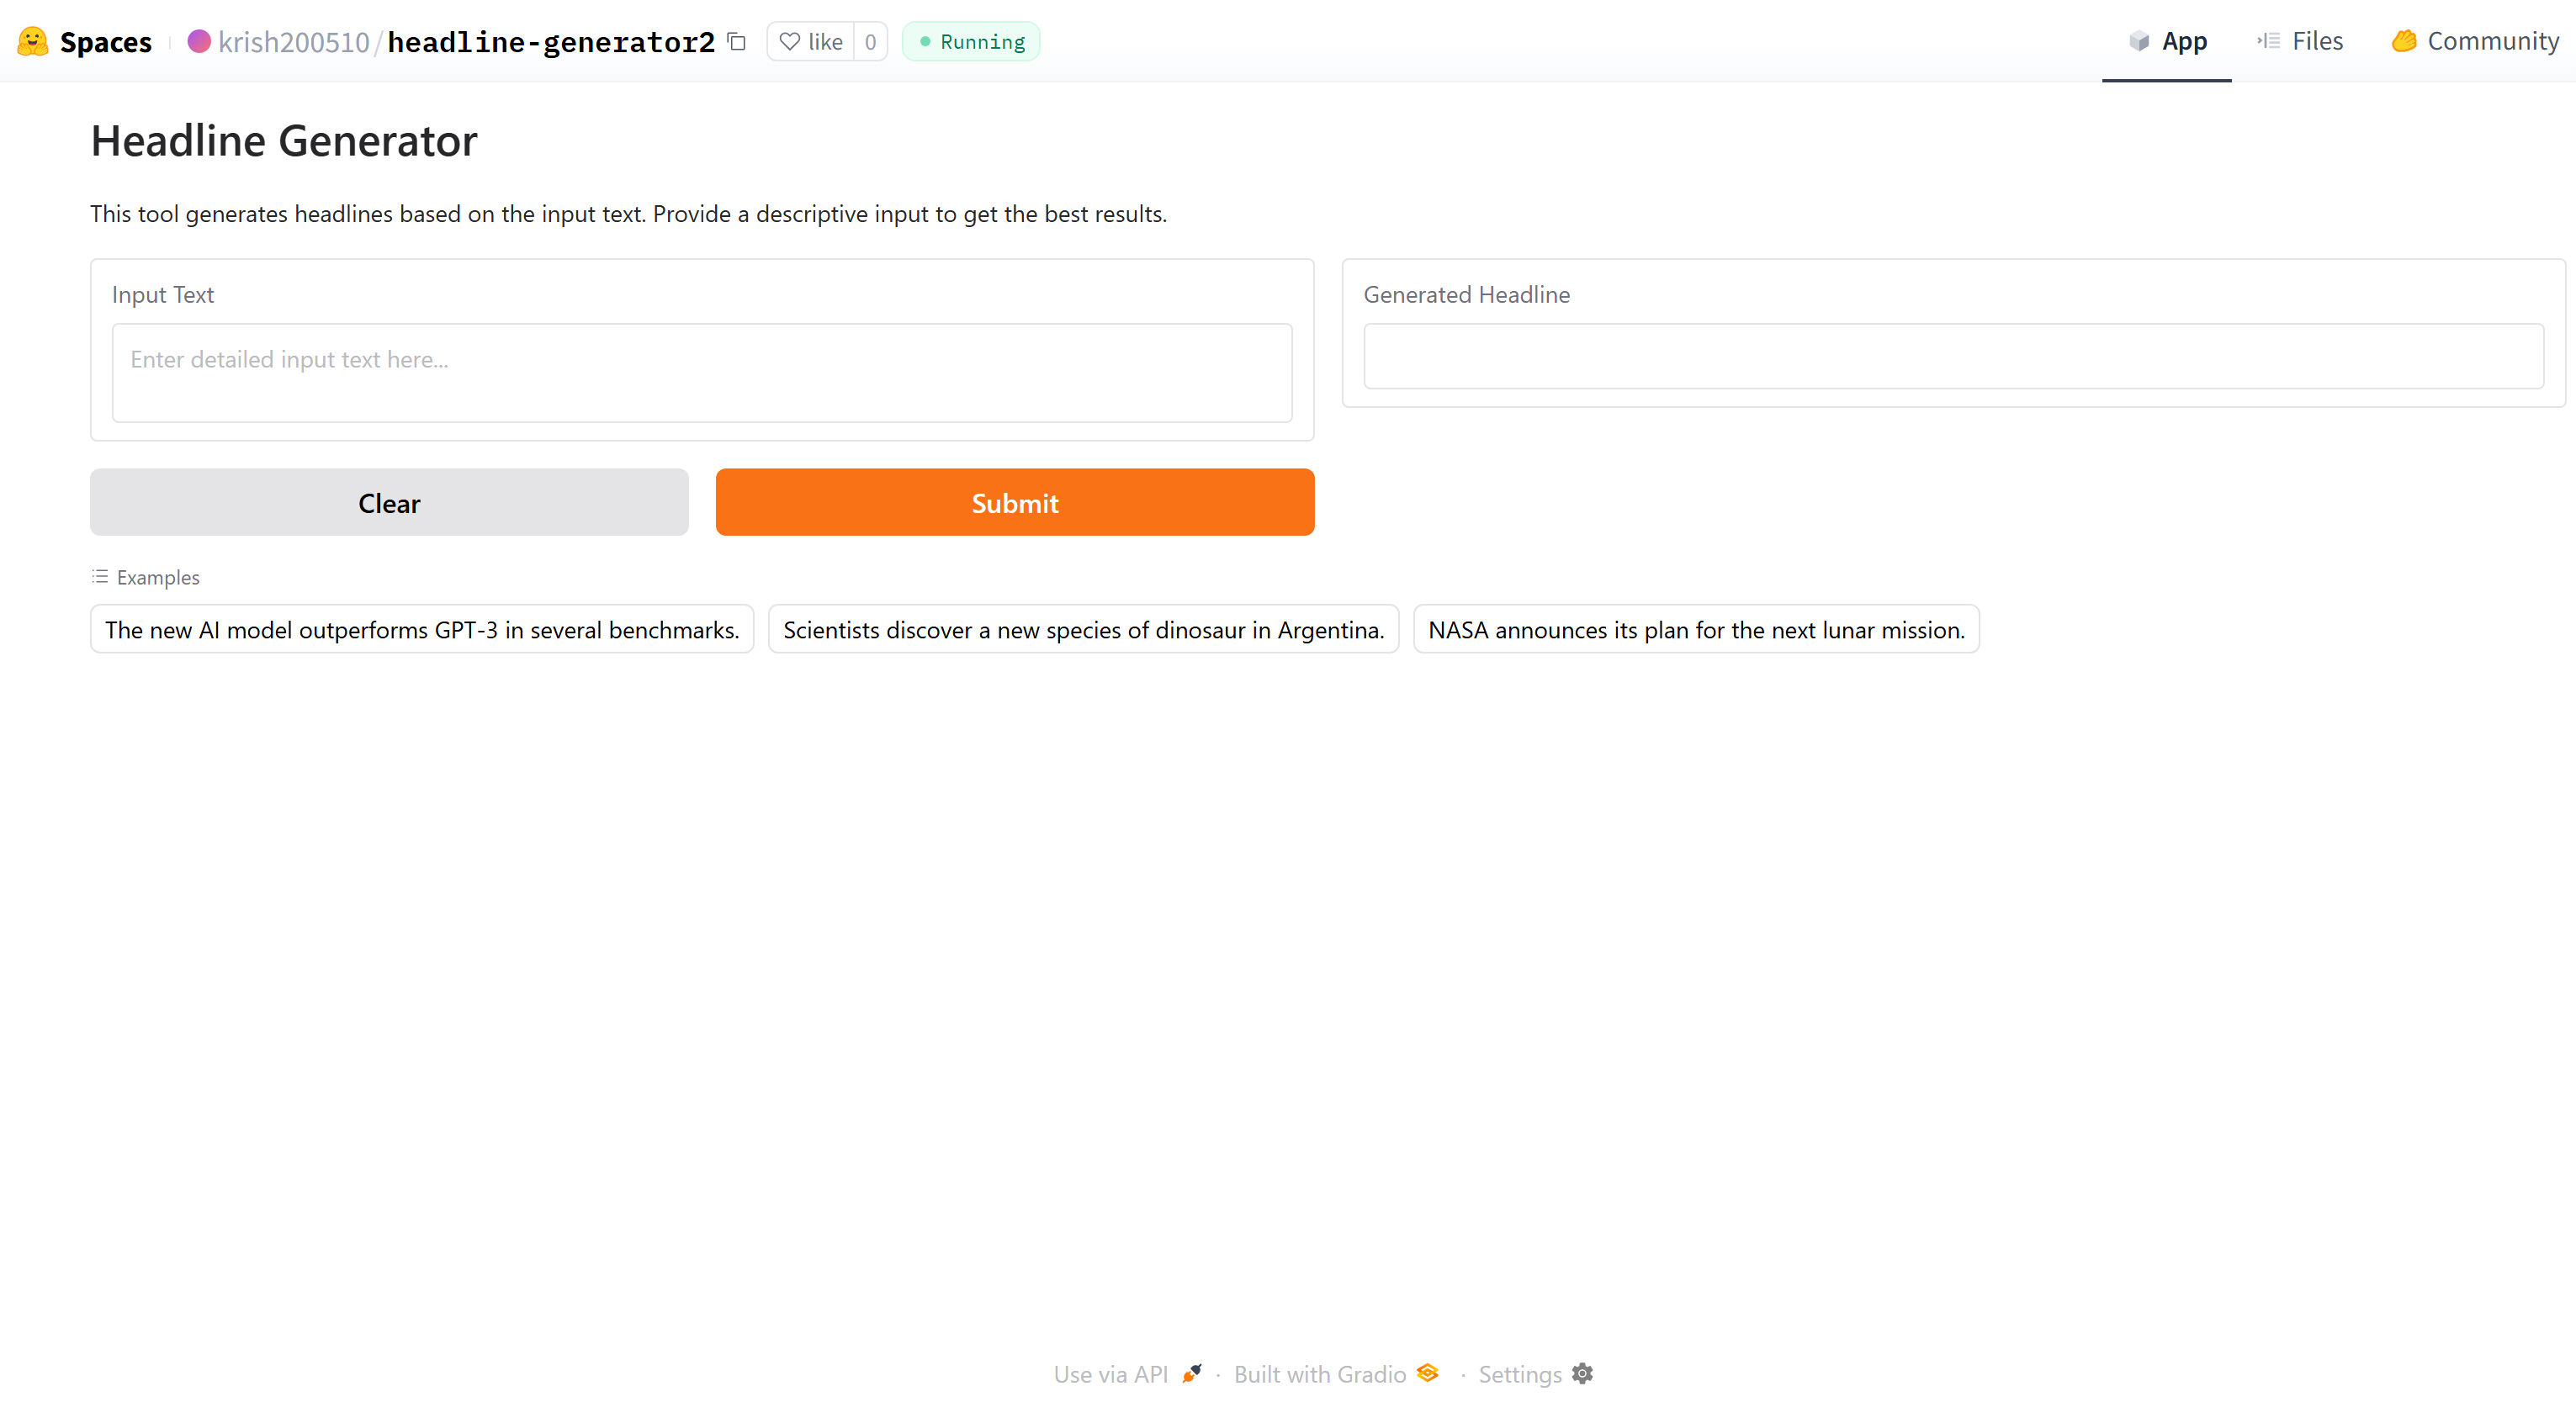 Spaces krish200510/headline-generator2 like 0 Running App Files Community
Headline Generator
This tool generates headlines based on the input text. Provide a descriptive input to get the best results.
Input Text
Enter detailed input text here...
Generated Headline
Clear Submit
Examples
The new AI model outperforms GPT-3 in several benchmarks. Scientists discover a new species of dinosaur in Argentina. NASA announces its plan for the next lunar mission.
Use via API · Built with Gradio · Settings